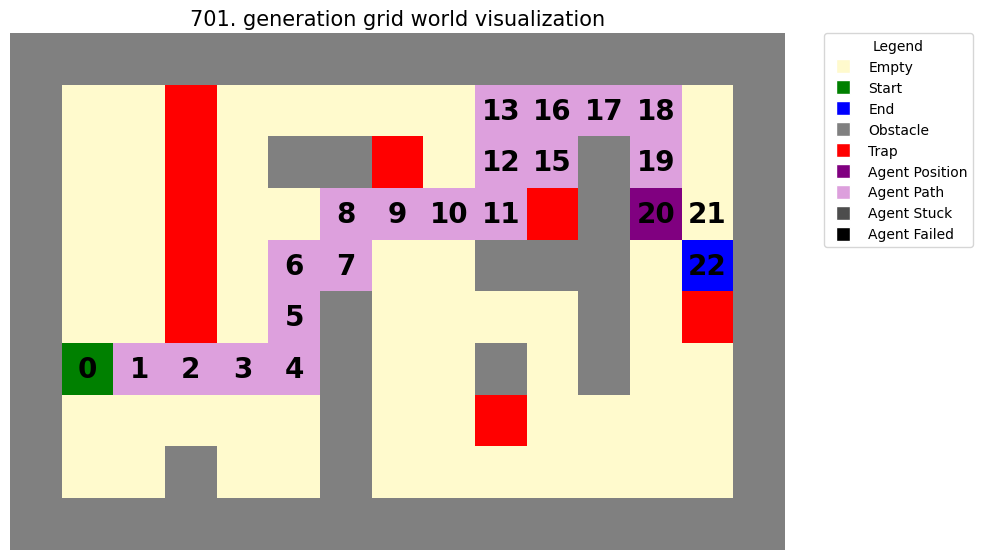 701. generation grid world visualization
13 16 17 18
12 15 19
8 9 10 11 20 21
6 7 22
5
0 1 2 3 4
Legend
Empty
Start
End
Obstacle
Trap
Agent Position
Agent Path
Agent Stuck
Agent Failed